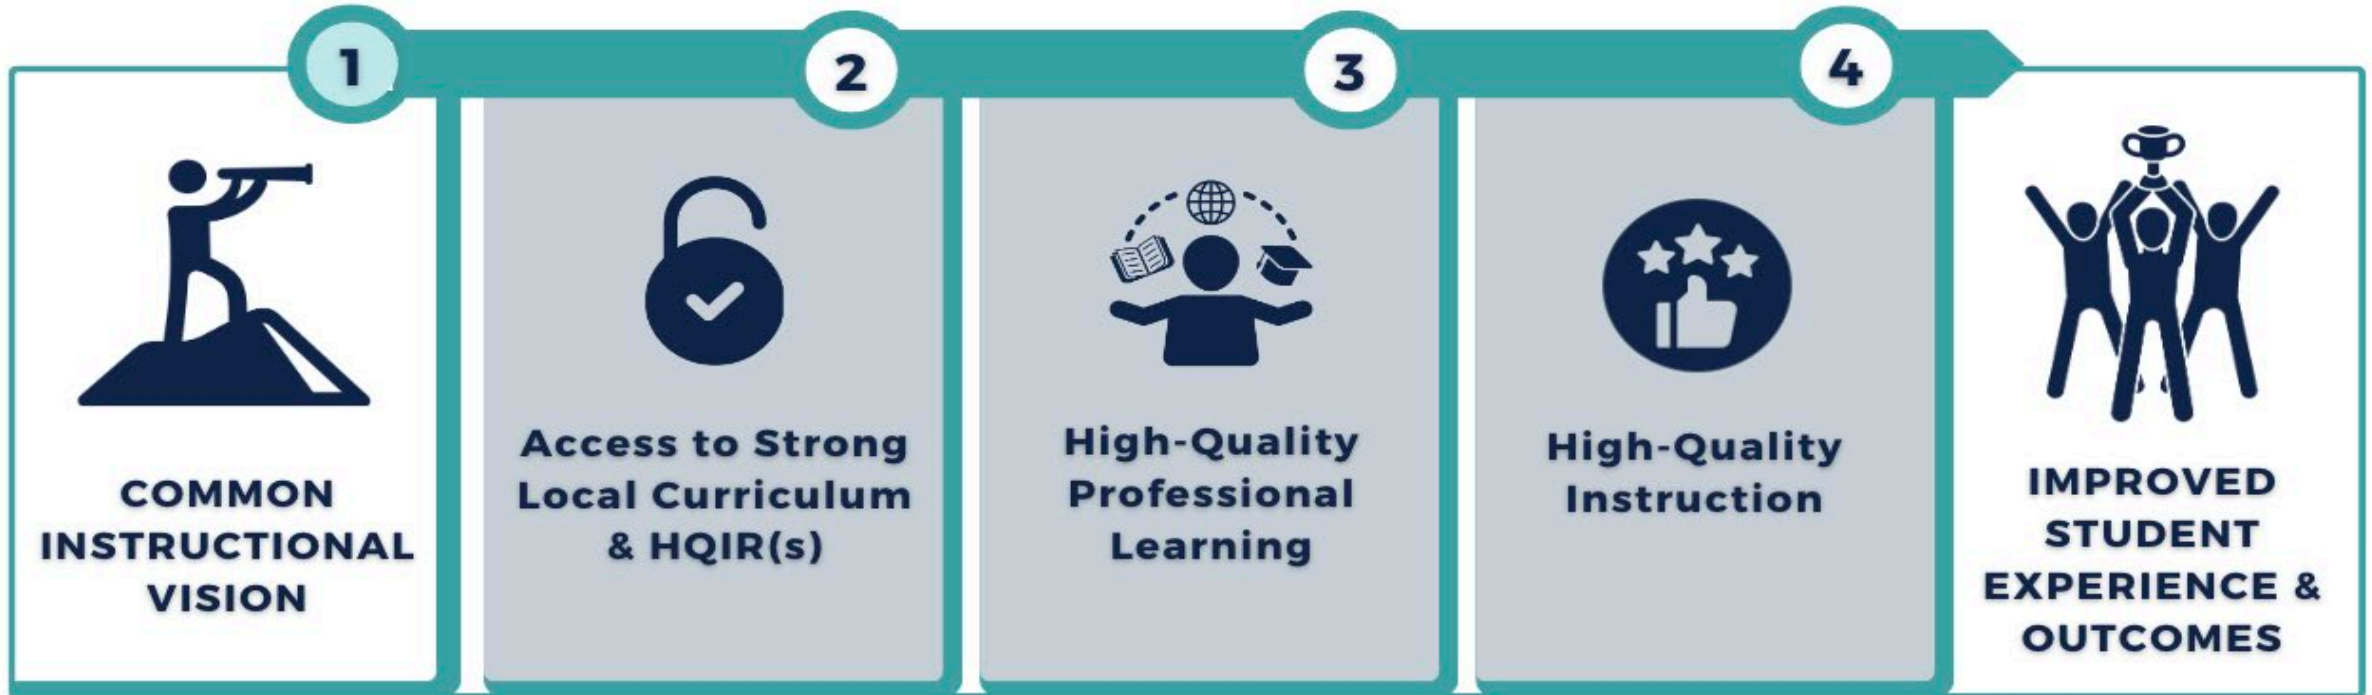 1
COMMON
INSTRUCTIONAL
VISION
2
Access to Strong
Local Curriculum
& HQIR(s)
3
High-Quality
Professional
Learning
4
High-Quality
Instruction
IMPROVED
STUDENT
EXPERIENCE &
OUTCOMES